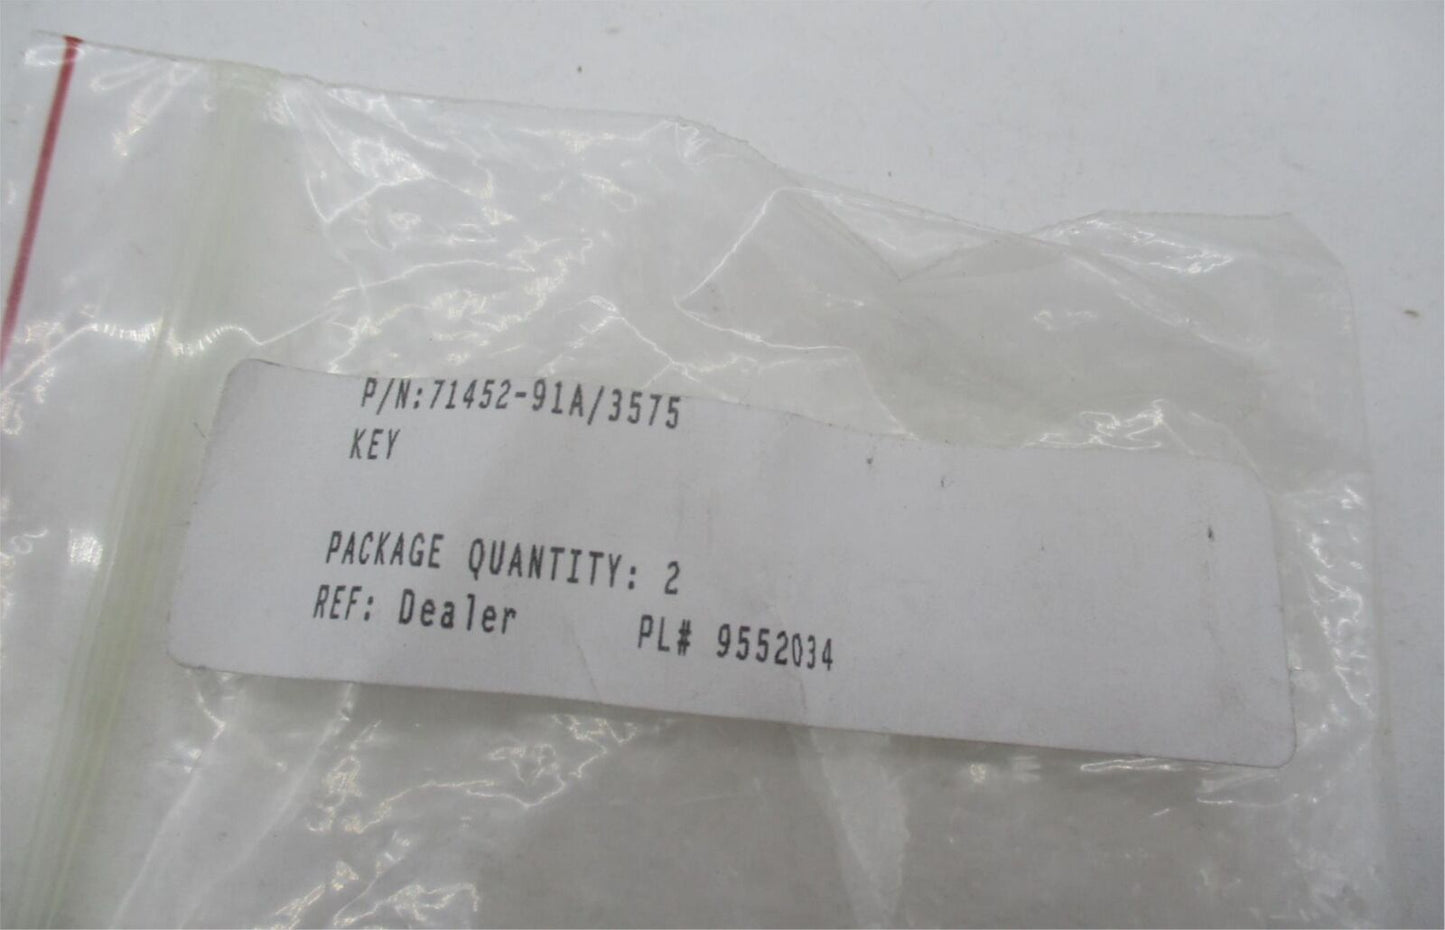 P/N:71452-91A/3575
KEY
PACKAGE QUANTITY: 2
REF: Dealer PL# 9552034